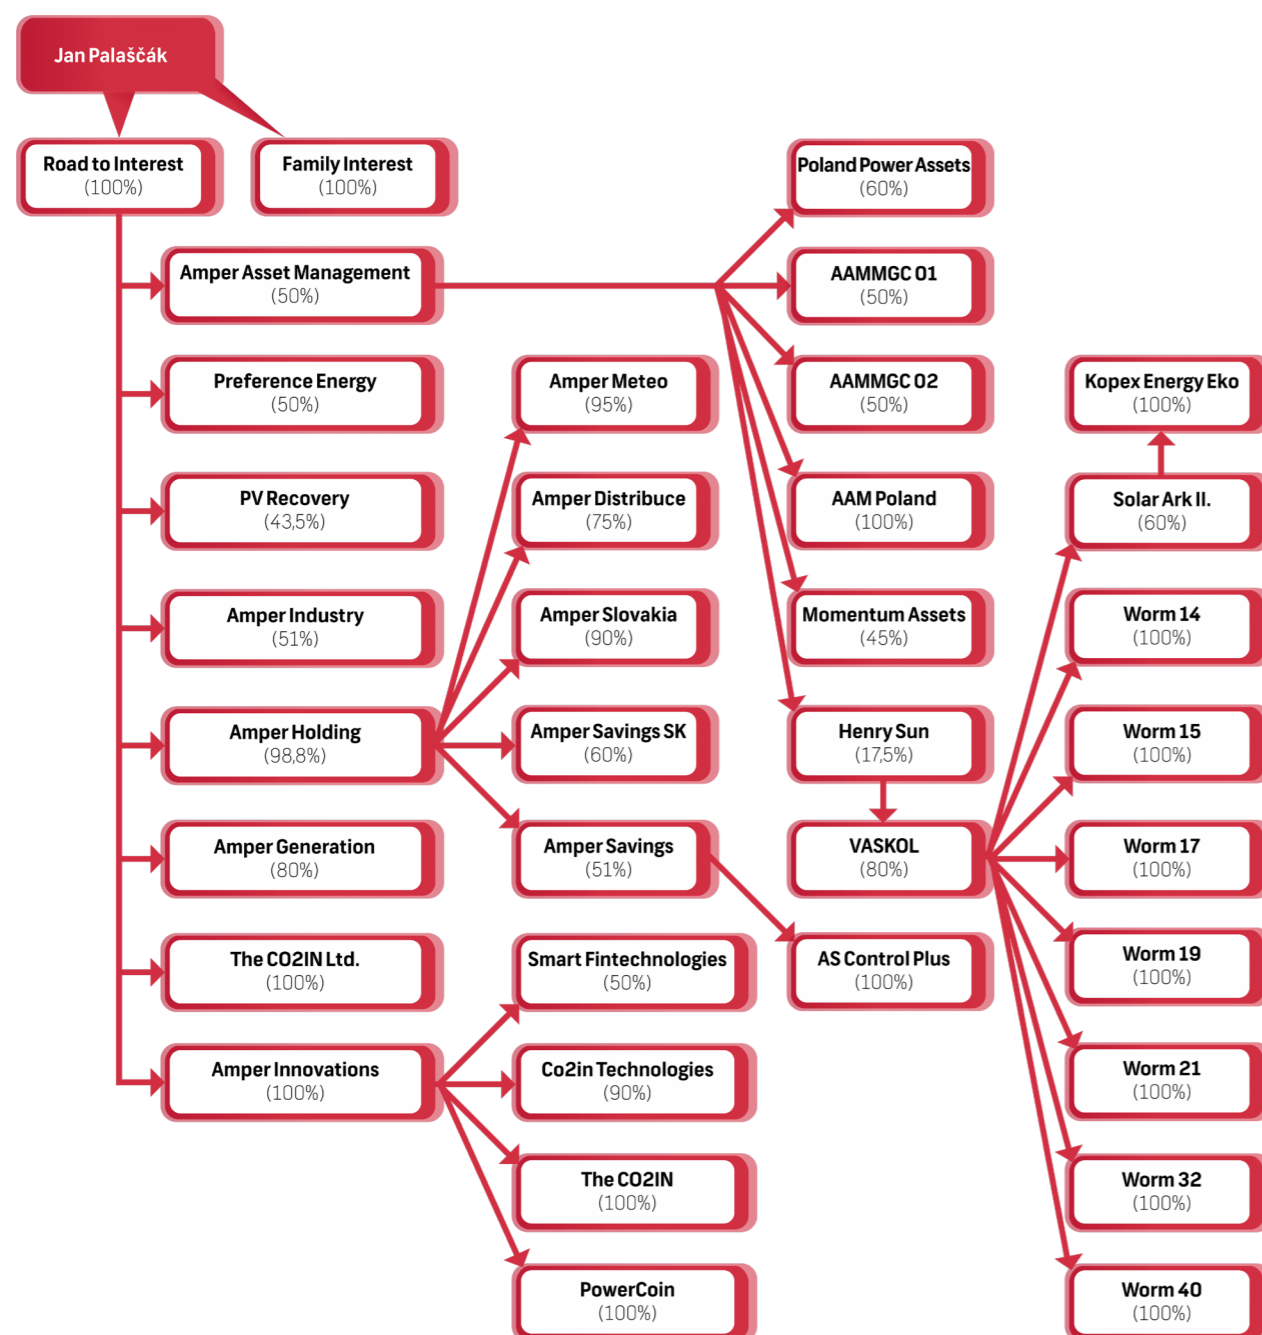 Jan Palaščák
Road to Interest
(100%)
Family Interest
(100%)
Amper Asset Management
(50%)
Preference Energy
(50%)
PV Recovery
(43,5%)
Amper Industry
(51%)
Amper Holding
(98,8%)
Amper Generation
(80%)
The CO2IN Ltd.
(100%)
Amper Innovations
(100%)
Amper Meteo
(95%)
Amper Distribuce
(75%)
Amper Slovakia
(90%)
Amper Savings SK
(60%)
Amper Savings
(51%)
Smart Fintechnologies
(50%)
Co2in Technologies
(90%)
The CO2IN
(100%)
PowerCoin
(100%)
Poland Power Assets
(60%)
AAMMGC 01
(50%)
AAMMGC 02
(50%)
AAM Poland
(100%)
Momentum Assets
(45%)
Henry Sun
(17,5%)
VASKOL
(80%)
AS Control Plus
(100%)
Kopex Energy Eko
(100%)
Solar Ark II.
(60%)
Worm 14
(100%)
Worm 15
(100%)
Worm 17
(100%)
Worm 19
(100%)
Worm 21
(100%)
Worm 32
(100%)
Worm 40
(100%)